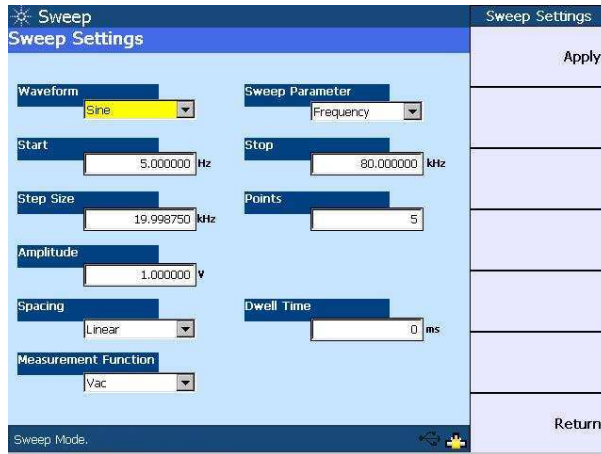 Sweep
Sweep Settings
Sweep Settings
Apply
Waveform
Sine
Sweep Parameter
Frequency
Start
5.000000 Hz
Stop
80.000000 kHz
Step Size
19.998750 kHz
Points
5
Amplitude
1.000000 V
Spacing
Linear
Dwell Time
0 ms
Measurement Function
Vac
Return
Sweep Mode.